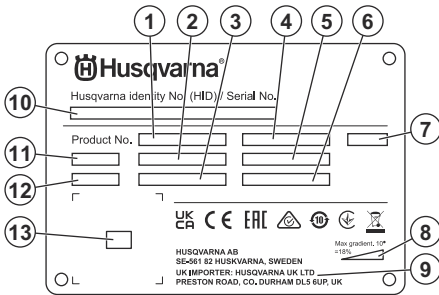 1 2 3 4 5 6
Husqvarna®
Husqvarna identity No. (HID) / Serial No.
10
Product No.
7
11
12
13
UK CA CE EAC 10
Max gradient. 10°
=18%
8
HUSQVARNA AB
SE-561 82 HUSKVARNA, SWEDEN
UK IMPORTER: HUSQVARNA UK LTD
PRESTON ROAD, CO. DURHAM DL5 6UP, UK
9